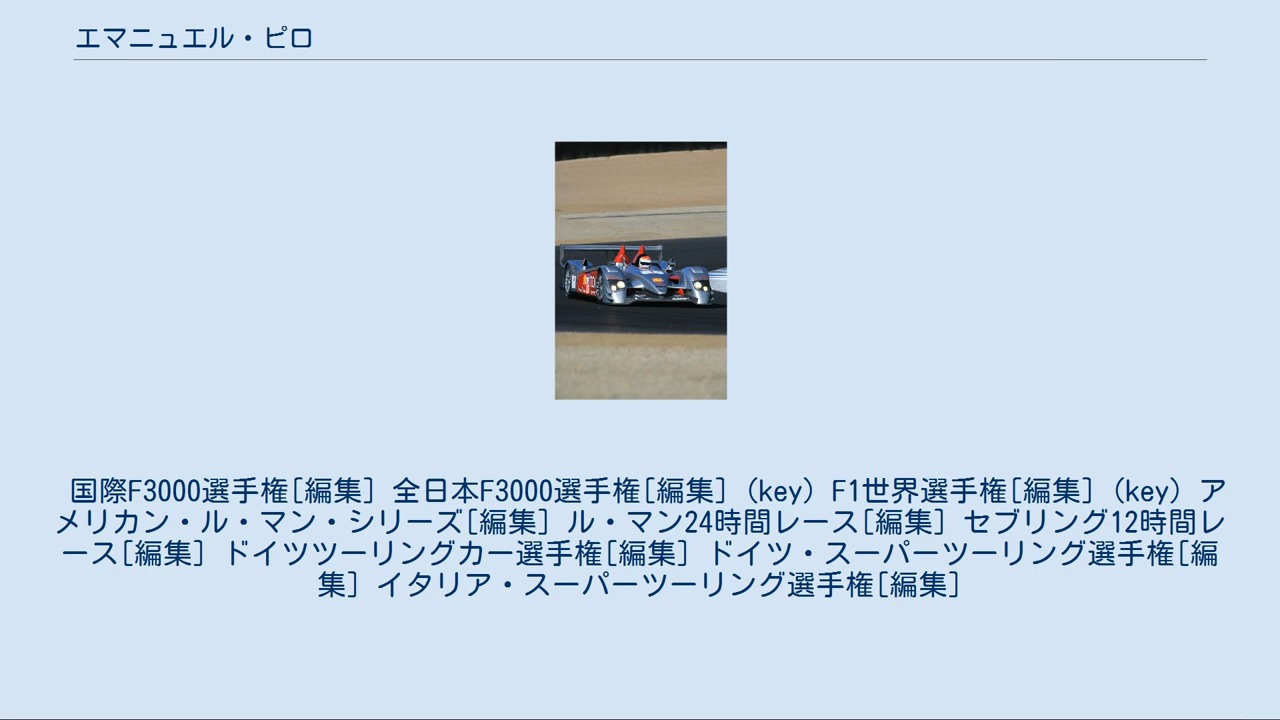 エマニュエル・ピロ
国際F3000選手権[編集] 全日本F3000選手権[編集] (key) F1世界選手権[編集] (key) ア
メリカン・ル・マン・シリーズ[編集] ル・マン24時間レース[編集] セブリング12時間レ
ース[編集] ドイツツーリングカー選手権[編集] ドイツ・スーパーツーリング選手権[編
集] イタリア・スーパーツーリング選手権[編集]